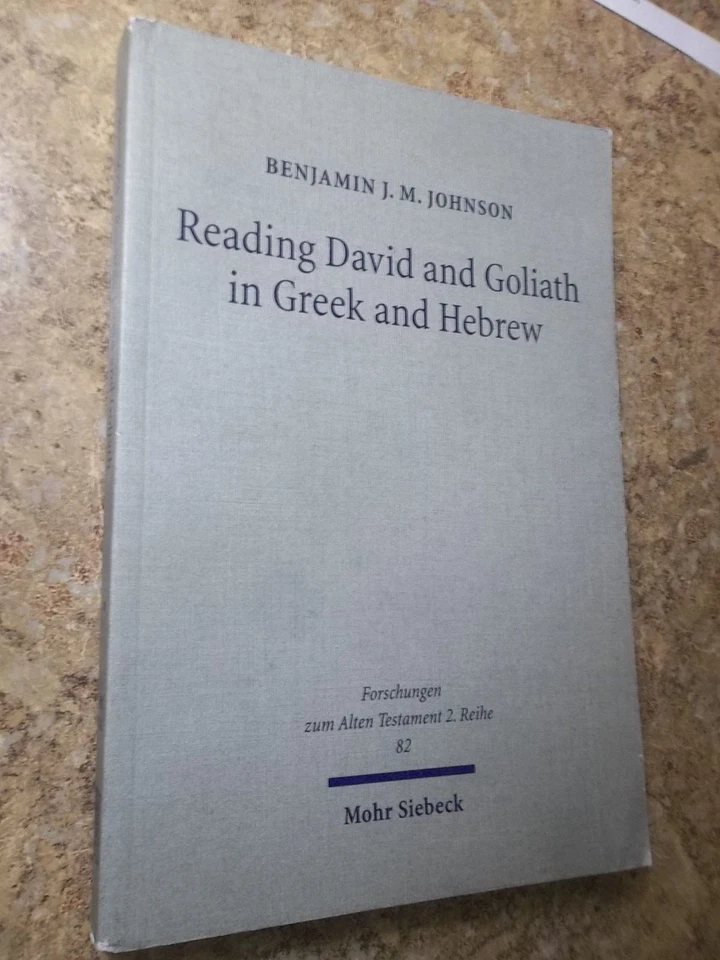 BENJAMIN J. M. JOHNSON
Reading David and Goliath
in Greek and Hebrew
Forschungen
zum Alten Testament 2. Reihe
82
Mohr Siebeck